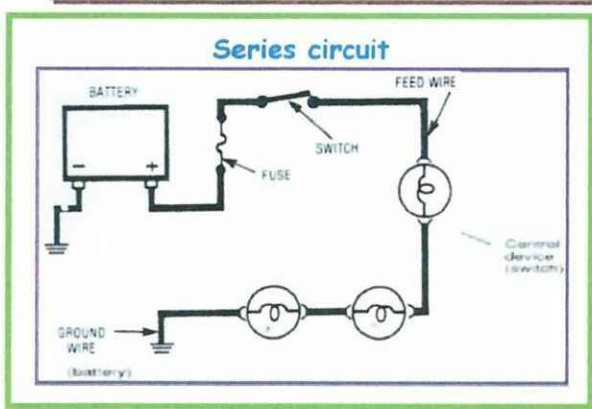 Series circuit
BATTERY
FEED WIRE
- +
SWITCH
FUSE
Control
device
(switch)
GROUND
WIRE
(battery)